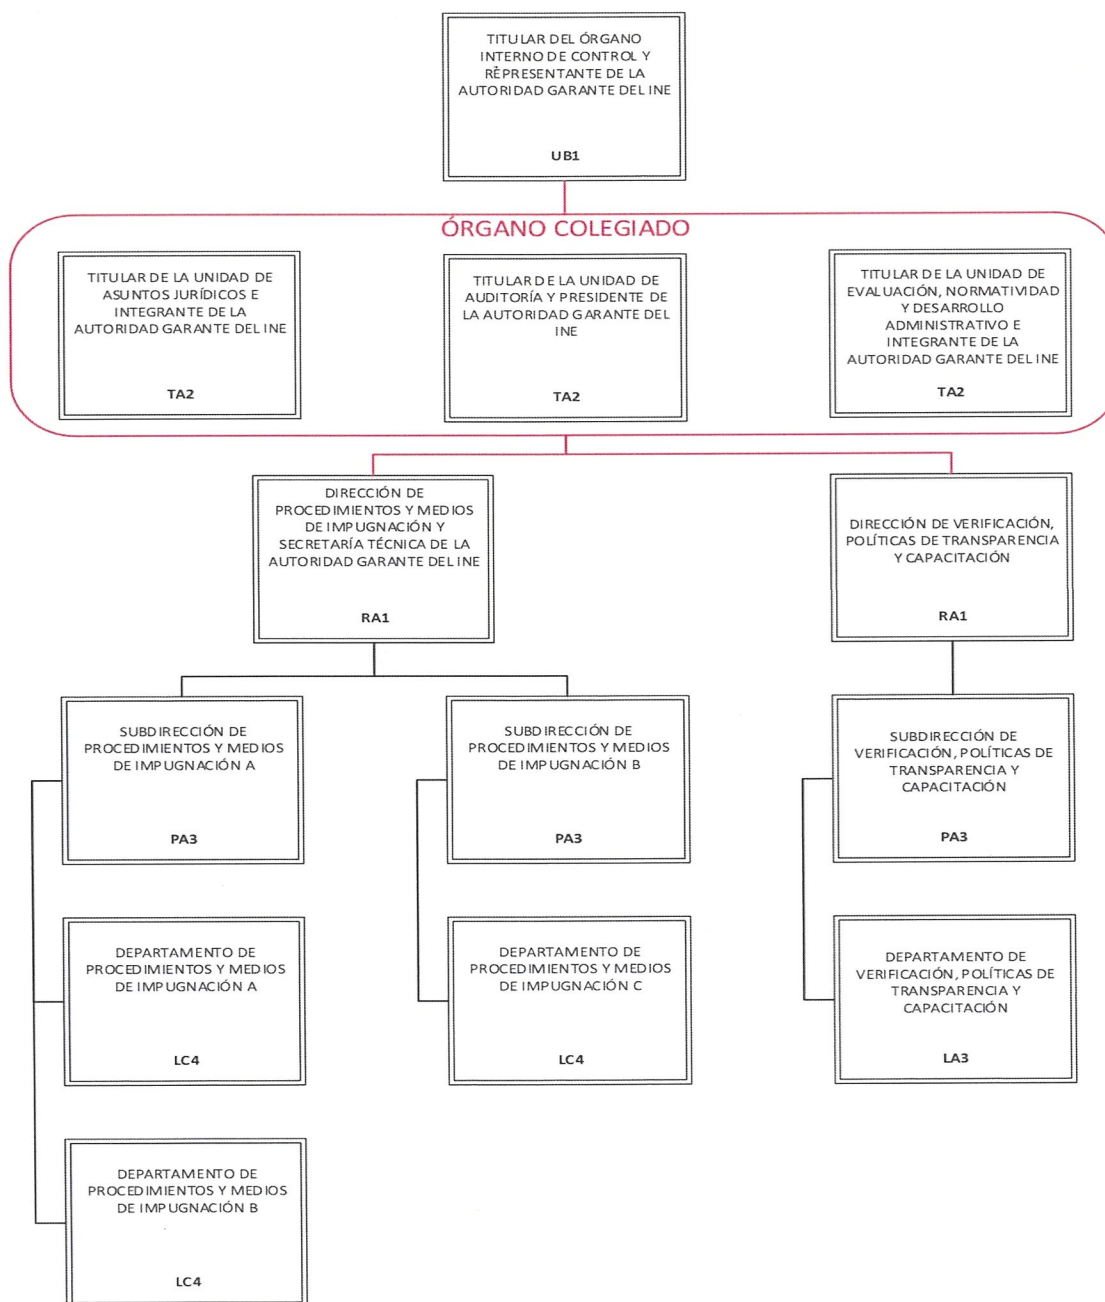 TITULAR DEL ÓRGANO
INTERNO DE CONTROL Y
REPRESENTANTE DE LA
AUTORIDAD GARANTE DEL INE
UB1
ÓRGANO COLEGIADO
TITULAR DE LA UNIDAD DE
ASUNTOS JURÍDICOS E
INTEGRANTE DE LA
AUTORIDAD GARANTE DEL INE
TA2
TITULAR DE LA UNIDAD DE
AUDITORÍA Y PRESIDENTE DE
LA AUTORIDAD GARANTE DEL
INE
TA2
TITULAR DE LA UNIDAD DE
EVALUACIÓN, NORMATIVIDAD
Y DESARROLLO
ADMINISTRATIVO E
INTEGRANTE DE LA
AUTORIDAD GARANTE DEL INE
TA2
DIRECCIÓN DE
PROCEDIMIENTOS Y MEDIOS
DE IMPUGNACIÓN Y
SECRETARÍA TÉCNICA DE LA
AUTORIDAD GARANTE DEL INE
RA1
DIRECCIÓN DE VERIFICACIÓN,
POLÍTICAS DE TRANSPARENCIA
Y CAPACITACIÓN
RA1
SUBDIRECCIÓN DE
PROCEDIMIENTOS Y MEDIOS
DE IMPUGNACIÓN A
PA3
SUBDIRECCIÓN DE
PROCEDIMIENTOS Y MEDIOS
DE IMPUGNACIÓN B
PA3
SUBDIRECCIÓN DE
VERIFICACIÓN, POLÍTICAS DE
TRANSPARENCIA Y
CAPACITACIÓN
PA3
DEPARTAMENTO DE
PROCEDIMIENTOS Y MEDIOS
DE IMPUGNACIÓN A
LC4
DEPARTAMENTO DE
PROCEDIMIENTOS Y MEDIOS
DE IMPUGNACIÓN C
LC4
DEPARTAMENTO DE
VERIFICACIÓN, POLÍTICAS DE
TRANSPARENCIA Y
CAPACITACIÓN
LA3
DEPARTAMENTO DE
PROCEDIMIENTOS Y MEDIOS
DE IMPUGNACIÓN B
LC4